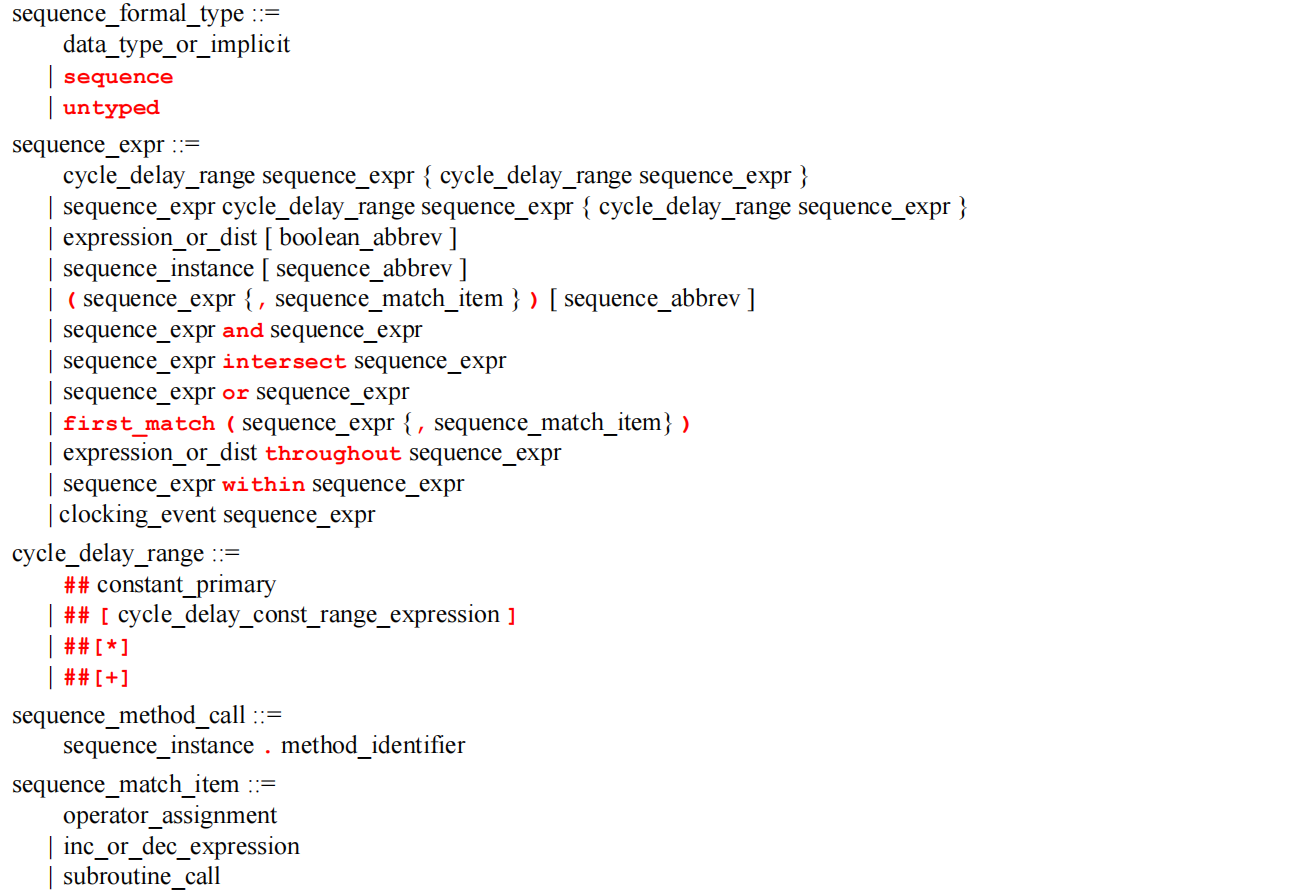 sequence_formal_type ::=
data_type_or_implicit
| sequence
| untyped
sequence_expr ::=
cycle_delay_range sequence_expr { cycle_delay_range sequence_expr }
| sequence_expr cycle_delay_range sequence_expr { cycle_delay_range sequence_expr }
| expression_or_dist [ boolean_abbrev ]
| sequence_instance [ sequence_abbrev ]
| ( sequence_expr { , sequence_match_item } ) [ sequence_abbrev ]
| sequence_expr and sequence_expr
| sequence_expr intersect sequence_expr
| sequence_expr or sequence_expr
| first_match ( sequence_expr { , sequence_match_item} )
| expression_or_dist throughout sequence_expr
| sequence_expr within sequence_expr
| clocking_event sequence_expr
cycle_delay_range ::=
## constant_primary
| ## [ cycle_delay_const_range_expression ]
| ##[*]
| ##[+]
sequence_method_call ::=
sequence_instance . method_identifier
sequence_match_item ::=
operator_assignment
| inc_or_dec_expression
| subroutine_call